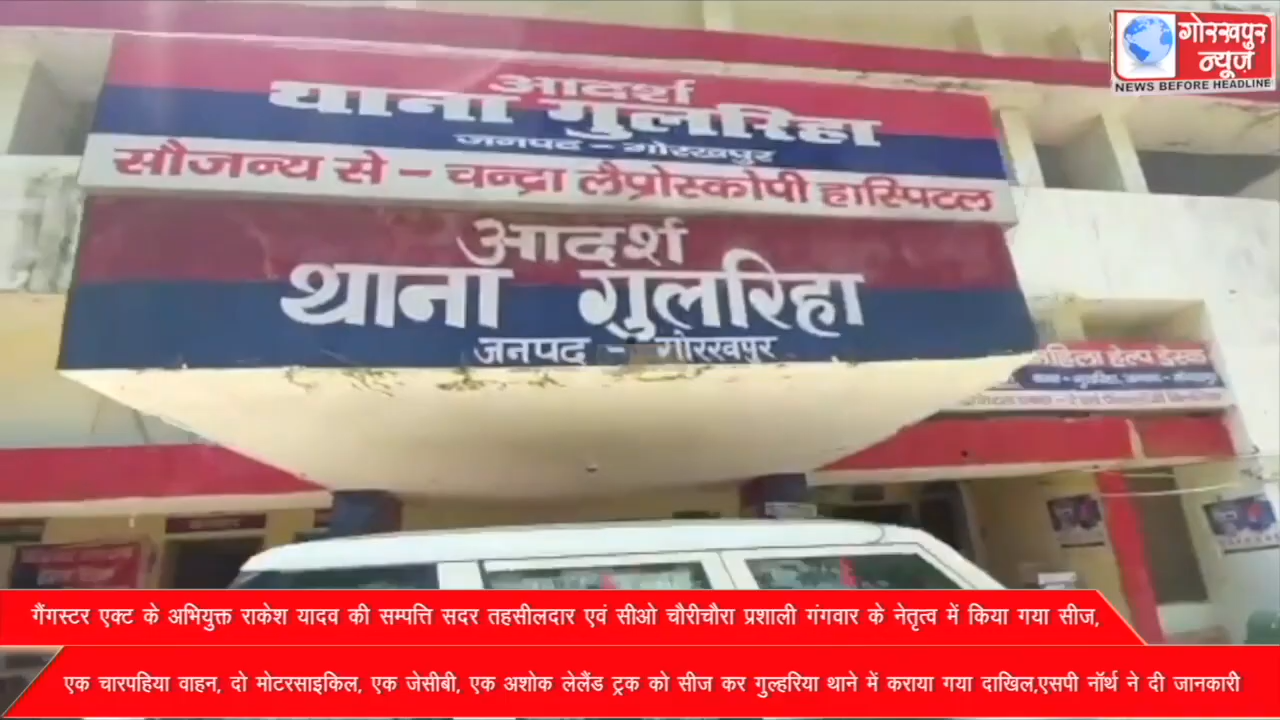 गोरखपुर
न्यूज़
NEWS BEFORE HEADLINE
आदर्श
थाना गुलरिहा
जनपद - गोरखपुर
सौजन्य से - चन्द्रा लैप्रोस्कोपी हास्पिटल
आदर्श
थाना गुलरिहा
जनपद - गोरखपुर
महिला हेल्प डेस्क
गैंगस्टर एक्ट के अभियुक्त राकेश यादव की सम्पत्ति सदर तहसीलदार एवं सीओ चौरीचौरा प्रशाली गंगवार के नेतृत्व में किया गया सीज,
एक चारपहिया वाहन, दो मोटरसाइकिल, एक जेसीबी, एक अशोक लेलैंड ट्रक को सीज कर गुल्हरिया थाने में कराया गया दाखिल,एसपी नॉर्थ ने दी जानकारी